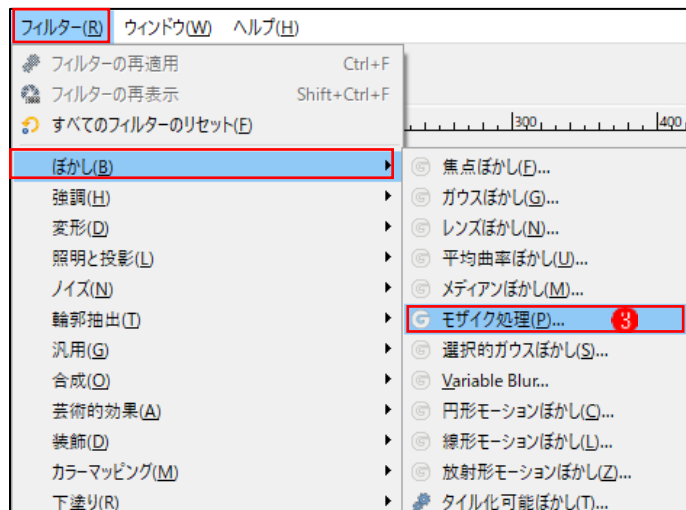 フィルター(R) ウィンドウ(W) ヘルプ(H)
フィルターの再適用 Ctrl+F
フィルターの再表示 Shift+Ctrl+F
すべてのフィルターのリセット(F)
300 400
ぼかし(B)
強調(H)
変形(D)
照明と投影(L)
ノイズ(N)
輪郭抽出(T)
汎用(G)
合成(O)
芸術的効果(A)
装飾(D)
カラーマッピング(M)
下塗り(R)
焦点ぼかし(F)...
ガウスぼかし(G)...
レンズぼかし(N)...
平均曲率ぼかし(U)...
メディアンぼかし(M)...
モザイク処理(P)... 3
選択的ガウスぼかし(S)...
Variable Blur...
円形モーションぼかし(C)...
線形モーションぼかし(L)...
放射形モーションぼかし(Z)...
タイル化可能ぼかし(T)...